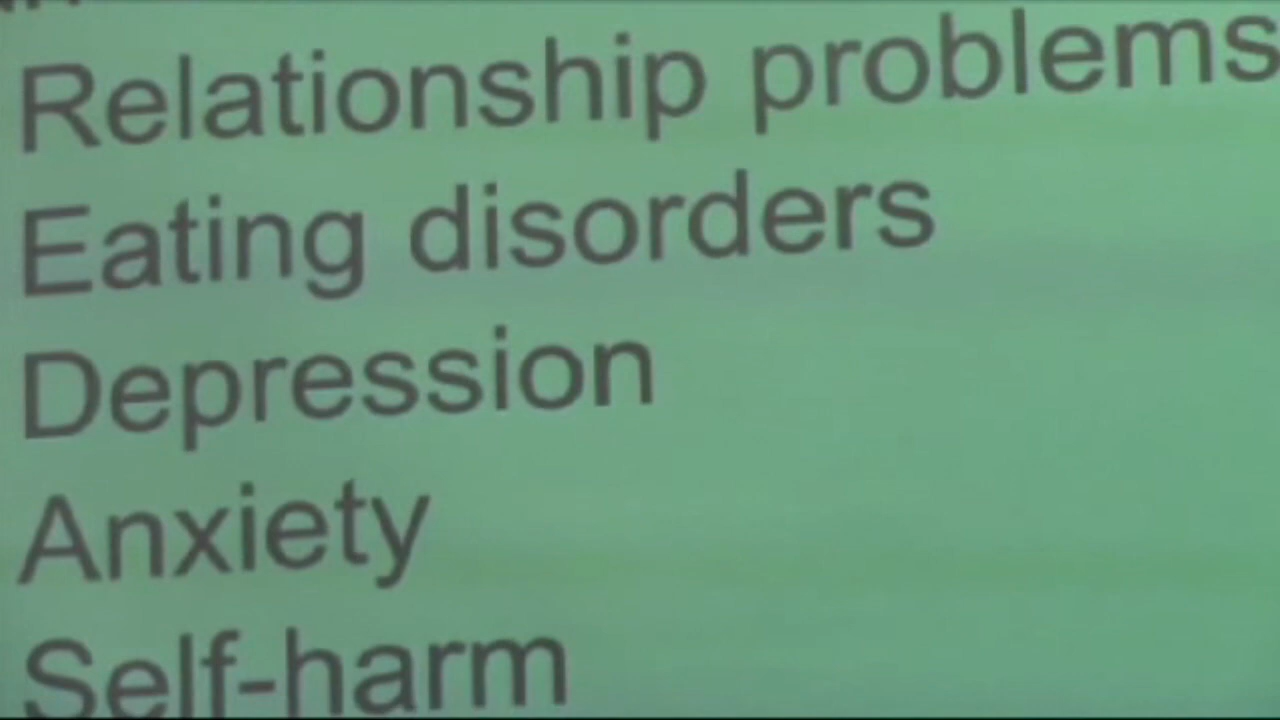 Relationship problems
Eating disorders
Depression
Anxiety
Self-harm